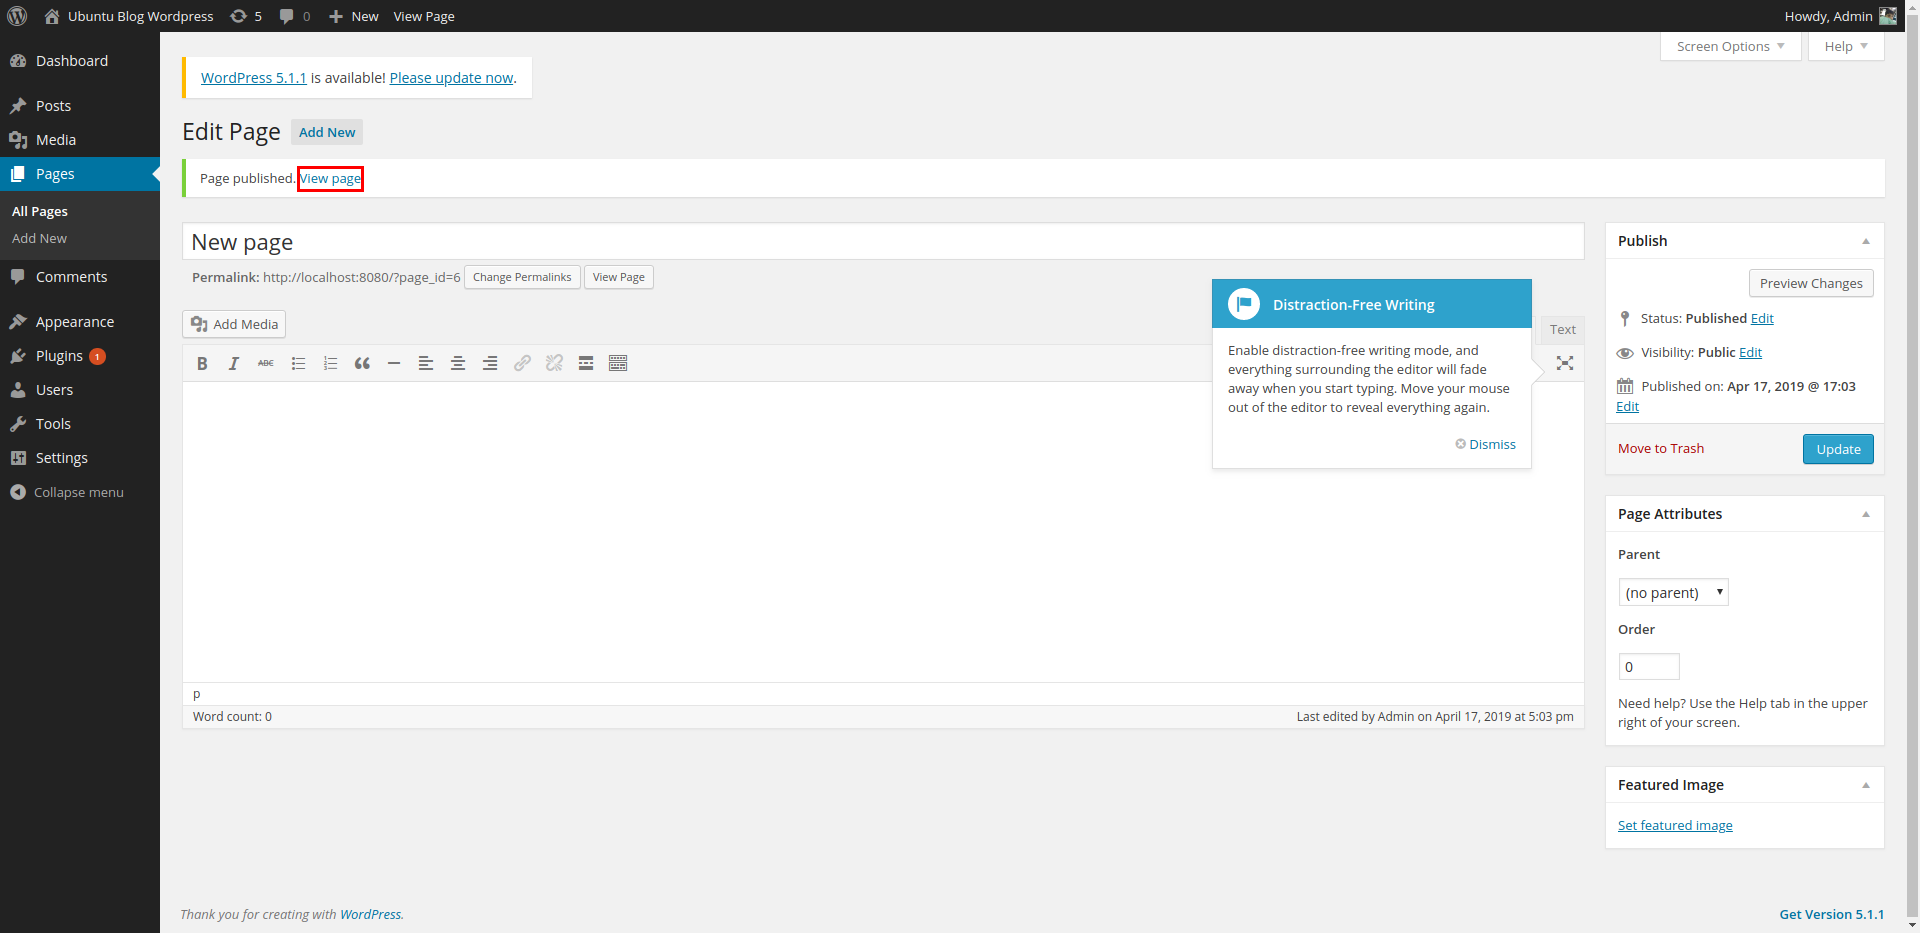 Ubuntu Blog Wordpress 5 0 New View Page Howdy, Admin
Screen Options Help
Dashboard
Posts
Media
Pages
All Pages
Add New
Comments
Appearance
Plugins 1
Users
Tools
Settings
Collapse menu
WordPress 5.1.1 is available! Please update now.
Edit Page Add New
Page published. View page
New page
Permalink: http://localhost:8080/?page_id=6 Change Permalinks View Page
Add Media
Text
B I ABC
Distraction-Free Writing
Enable distraction-free writing mode, and
everything surrounding the editor will fade
away when you start typing. Move your mouse
out of the editor to reveal everything again.
Dismiss
p
Word count: 0 Last edited by Admin on April 17, 2019 at 5:03 pm
Publish
Preview Changes
Status: Published Edit
Visibility: Public Edit
Published on: Apr 17, 2019 @ 17:03
Edit
Move to Trash Update
Page Attributes
Parent
(no parent)
Order
0
Need help? Use the Help tab in the upper
right of your screen.
Featured Image
Set featured image
Thank you for creating with WordPress. Get Version 5.1.1